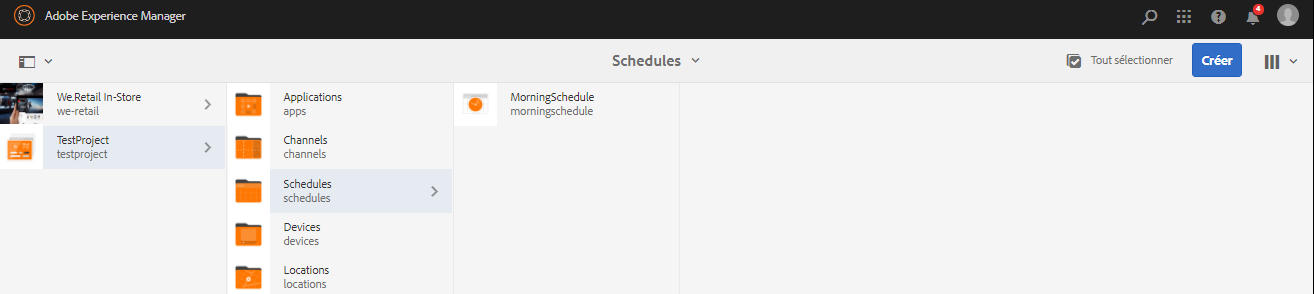 Adobe Experience Manager
4
Schedules
Tout sélectionner
Créer
We.Retail In-Store
we-retail
TestProject
testproject
Applications
apps
Channels
channels
Schedules
schedules
Devices
devices
Locations
locations
MorningSchedule
morningschedule